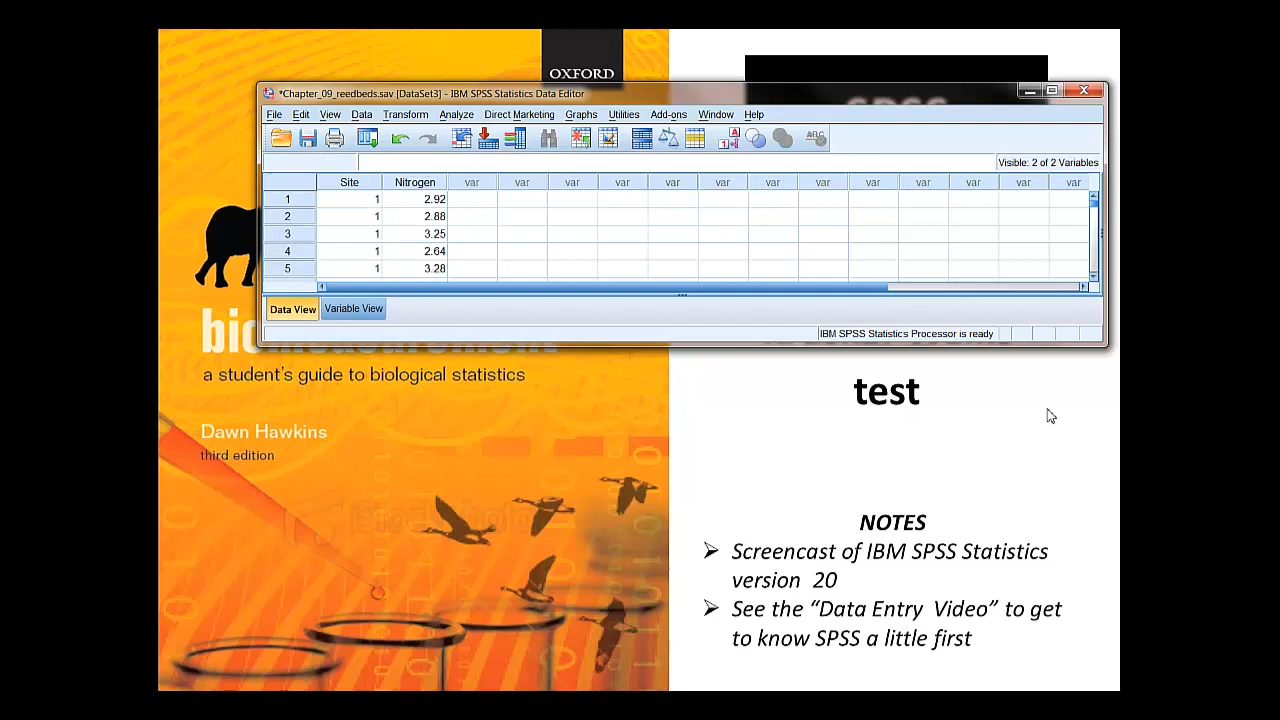 OXFORD
*Chapter_09_reedbeds.sav [DataSet3] - IBM SPSS Statistics Data Editor
File Edit View Data Transform Analyze Direct Marketing Graphs Utilities Add-ons Window Help
Visible: 2 of 2 Variables
Site Nitrogen var var var var var var var var var var var var var
1 1 2.92
2 1 2.88
3 1 3.25
4 1 2.64
5 1 3.28
Data View Variable View
IBM SPSS Statistics Processor is ready
a student's guide to biological statistics
Dawn Hawkins
third edition
test
NOTES
➢ Screencast of IBM SPSS Statistics
version 20
➢ See the “Data Entry Video” to get
to know SPSS a little first